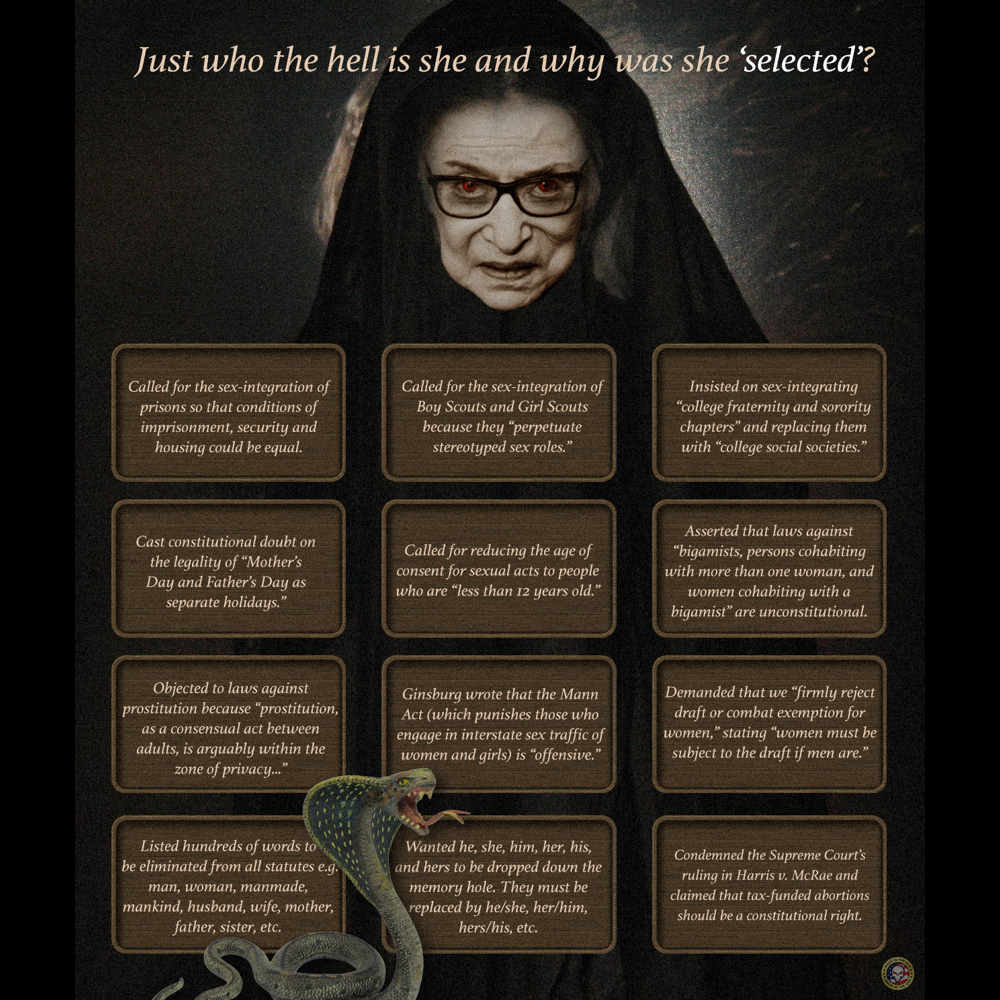 Just who the hell is she and why was she ‘selected’?
Called for the sex-integration of
prisons so that conditions of
imprisonment, security and
housing could be equal.
Called for the sex-integration of
Boy Scouts and Girl Scouts
because they “perpetuate
stereotyped sex roles.”
Insisted on sex-integrating
“college fraternity and sorority
chapters” and replacing them
with “college social societies.”
Cast constitutional doubt on
the legality of “Mother’s
Day and Father’s Day as
separate holidays.”
Called for reducing the age of
consent for sexual acts to people
who are “less than 12 years old.”
Asserted that laws against
“bigamists, persons cohabiting
with more than one woman, and
women cohabiting with a
bigamist” are unconstitutional.
Objected to laws against
prostitution because “prostitution,
as a consensual act between
adults, is arguably within the
zone of privacy...”
Ginsburg wrote that the Mann
Act (which punishes those who
engage in interstate sex traffic of
women and girls) is “offensive.”
Demanded that we “firmly reject
draft or combat exemption for
women,” stating “women must be
subject to the draft if men are.”
Listed hundreds of words to
be eliminated from all statutes e.g.
man, woman, manmade,
mankind, husband, wife, mother,
father, sister, etc.
Wanted he, she, him, her, his,
and hers to be dropped down the
memory hole. They must be
replaced by he/she, her/him,
hers/his, etc.
Condemned the Supreme Court’s
ruling in Harris v. McRae and
claimed that tax-funded abortions
should be a constitutional right.